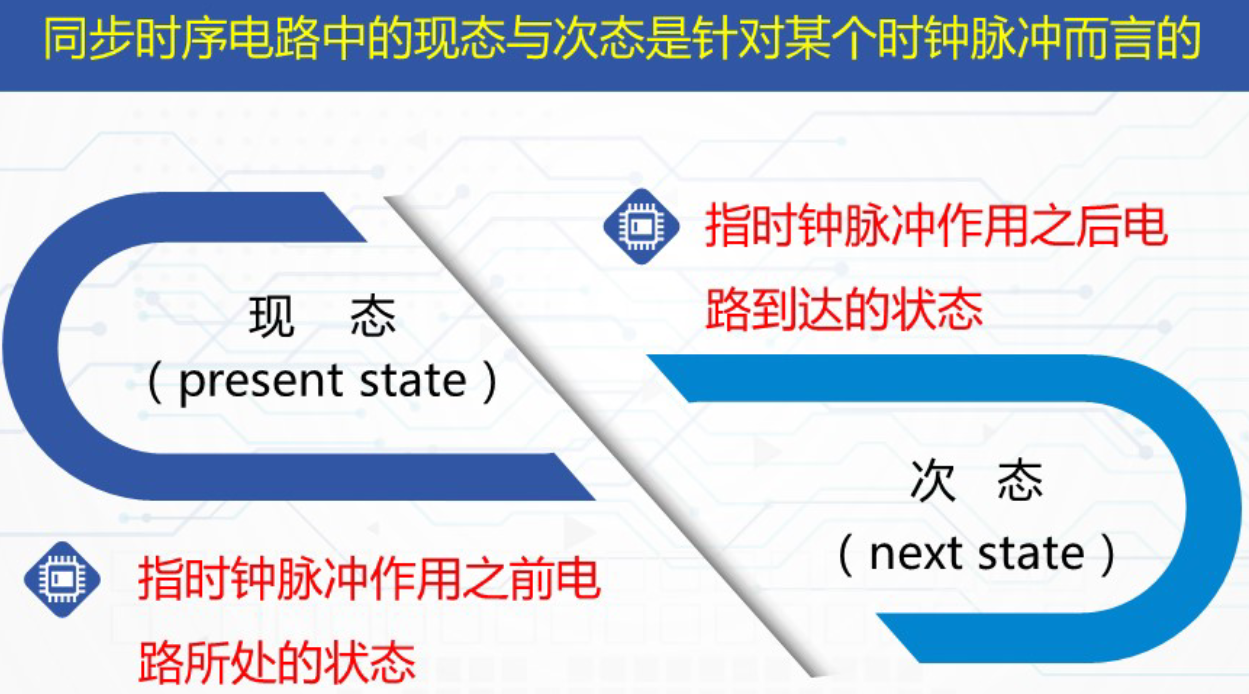 同步时序电路中的现态与次态是针对某个时钟脉冲而言的
现 态
（present state）
指时钟脉冲作用之前电
路所处的状态
指时钟脉冲作用之后电
路到达的状态
次 态
（next state）